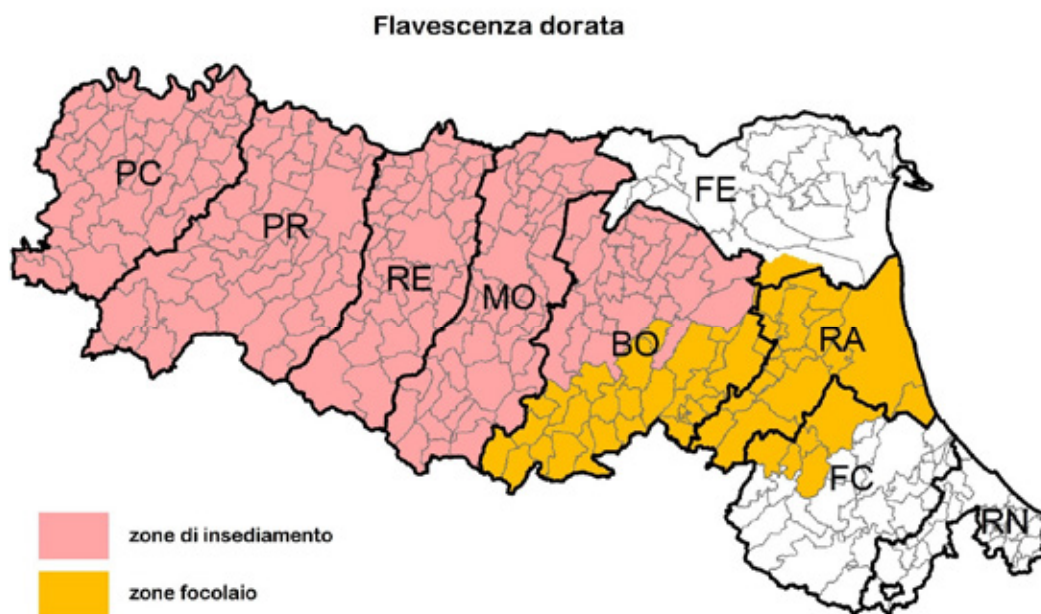 Flavescenza dorata
PC
PR
RE
MO
BO
FE
RA
FC
RN
zone di insediamento
zone focolaio